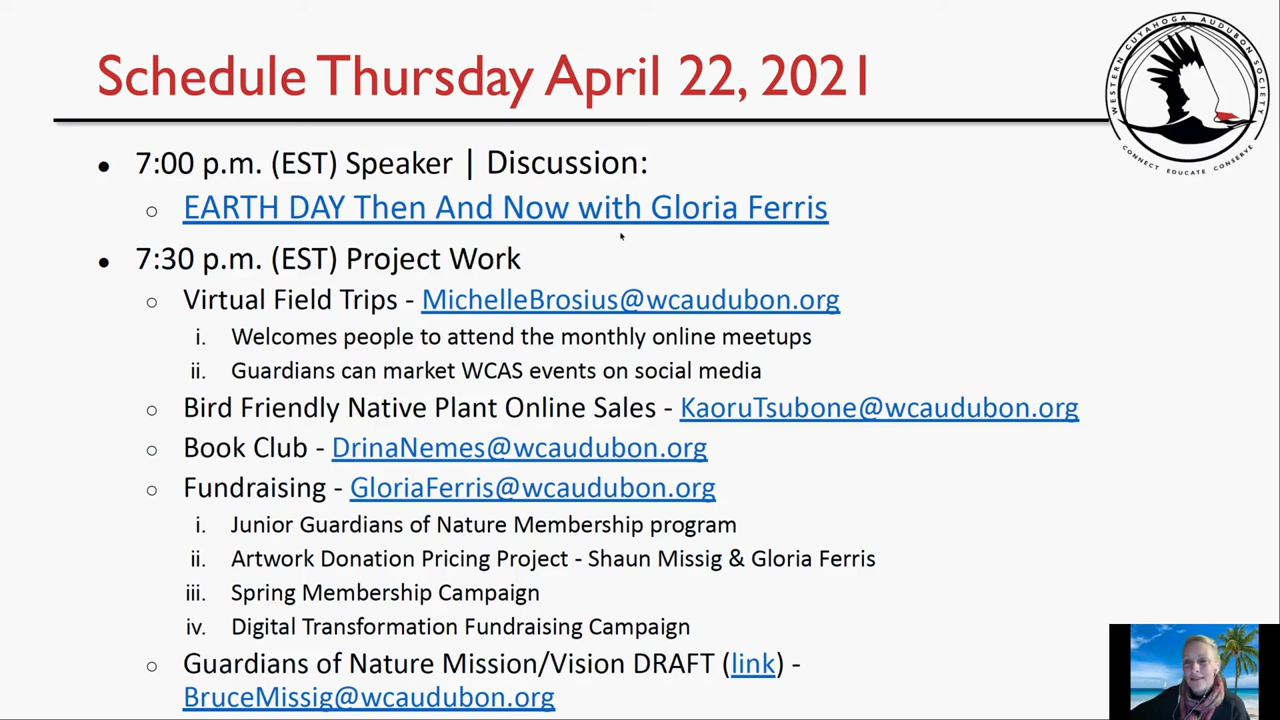 Schedule Thursday April 22, 2021
WESTERN CUYAHOGA AUDUBON SOCIETY
CONNECT EDUCATE CONSERVE
● 7:00 p.m. (EST) Speaker | Discussion:
○ EARTH DAY Then And Now with Gloria Ferris
● 7:30 p.m. (EST) Project Work
○ Virtual Field Trips - MichelleBrosius@wcaudubon.org
i. Welcomes people to attend the monthly online meetups
ii. Guardians can market WCAS events on social media
○ Bird Friendly Native Plant Online Sales - KaoruTsubone@wcaudubon.org
○ Book Club - DrinaNemes@wcaudubon.org
○ Fundraising - GloriaFerris@wcaudubon.org
i. Junior Guardians of Nature Membership program
ii. Artwork Donation Pricing Project - Shaun Missig & Gloria Ferris
iii. Spring Membership Campaign
iv. Digital Transformation Fundraising Campaign
○ Guardians of Nature Mission/Vision DRAFT (link) -
BruceMissig@wcaudubon.org